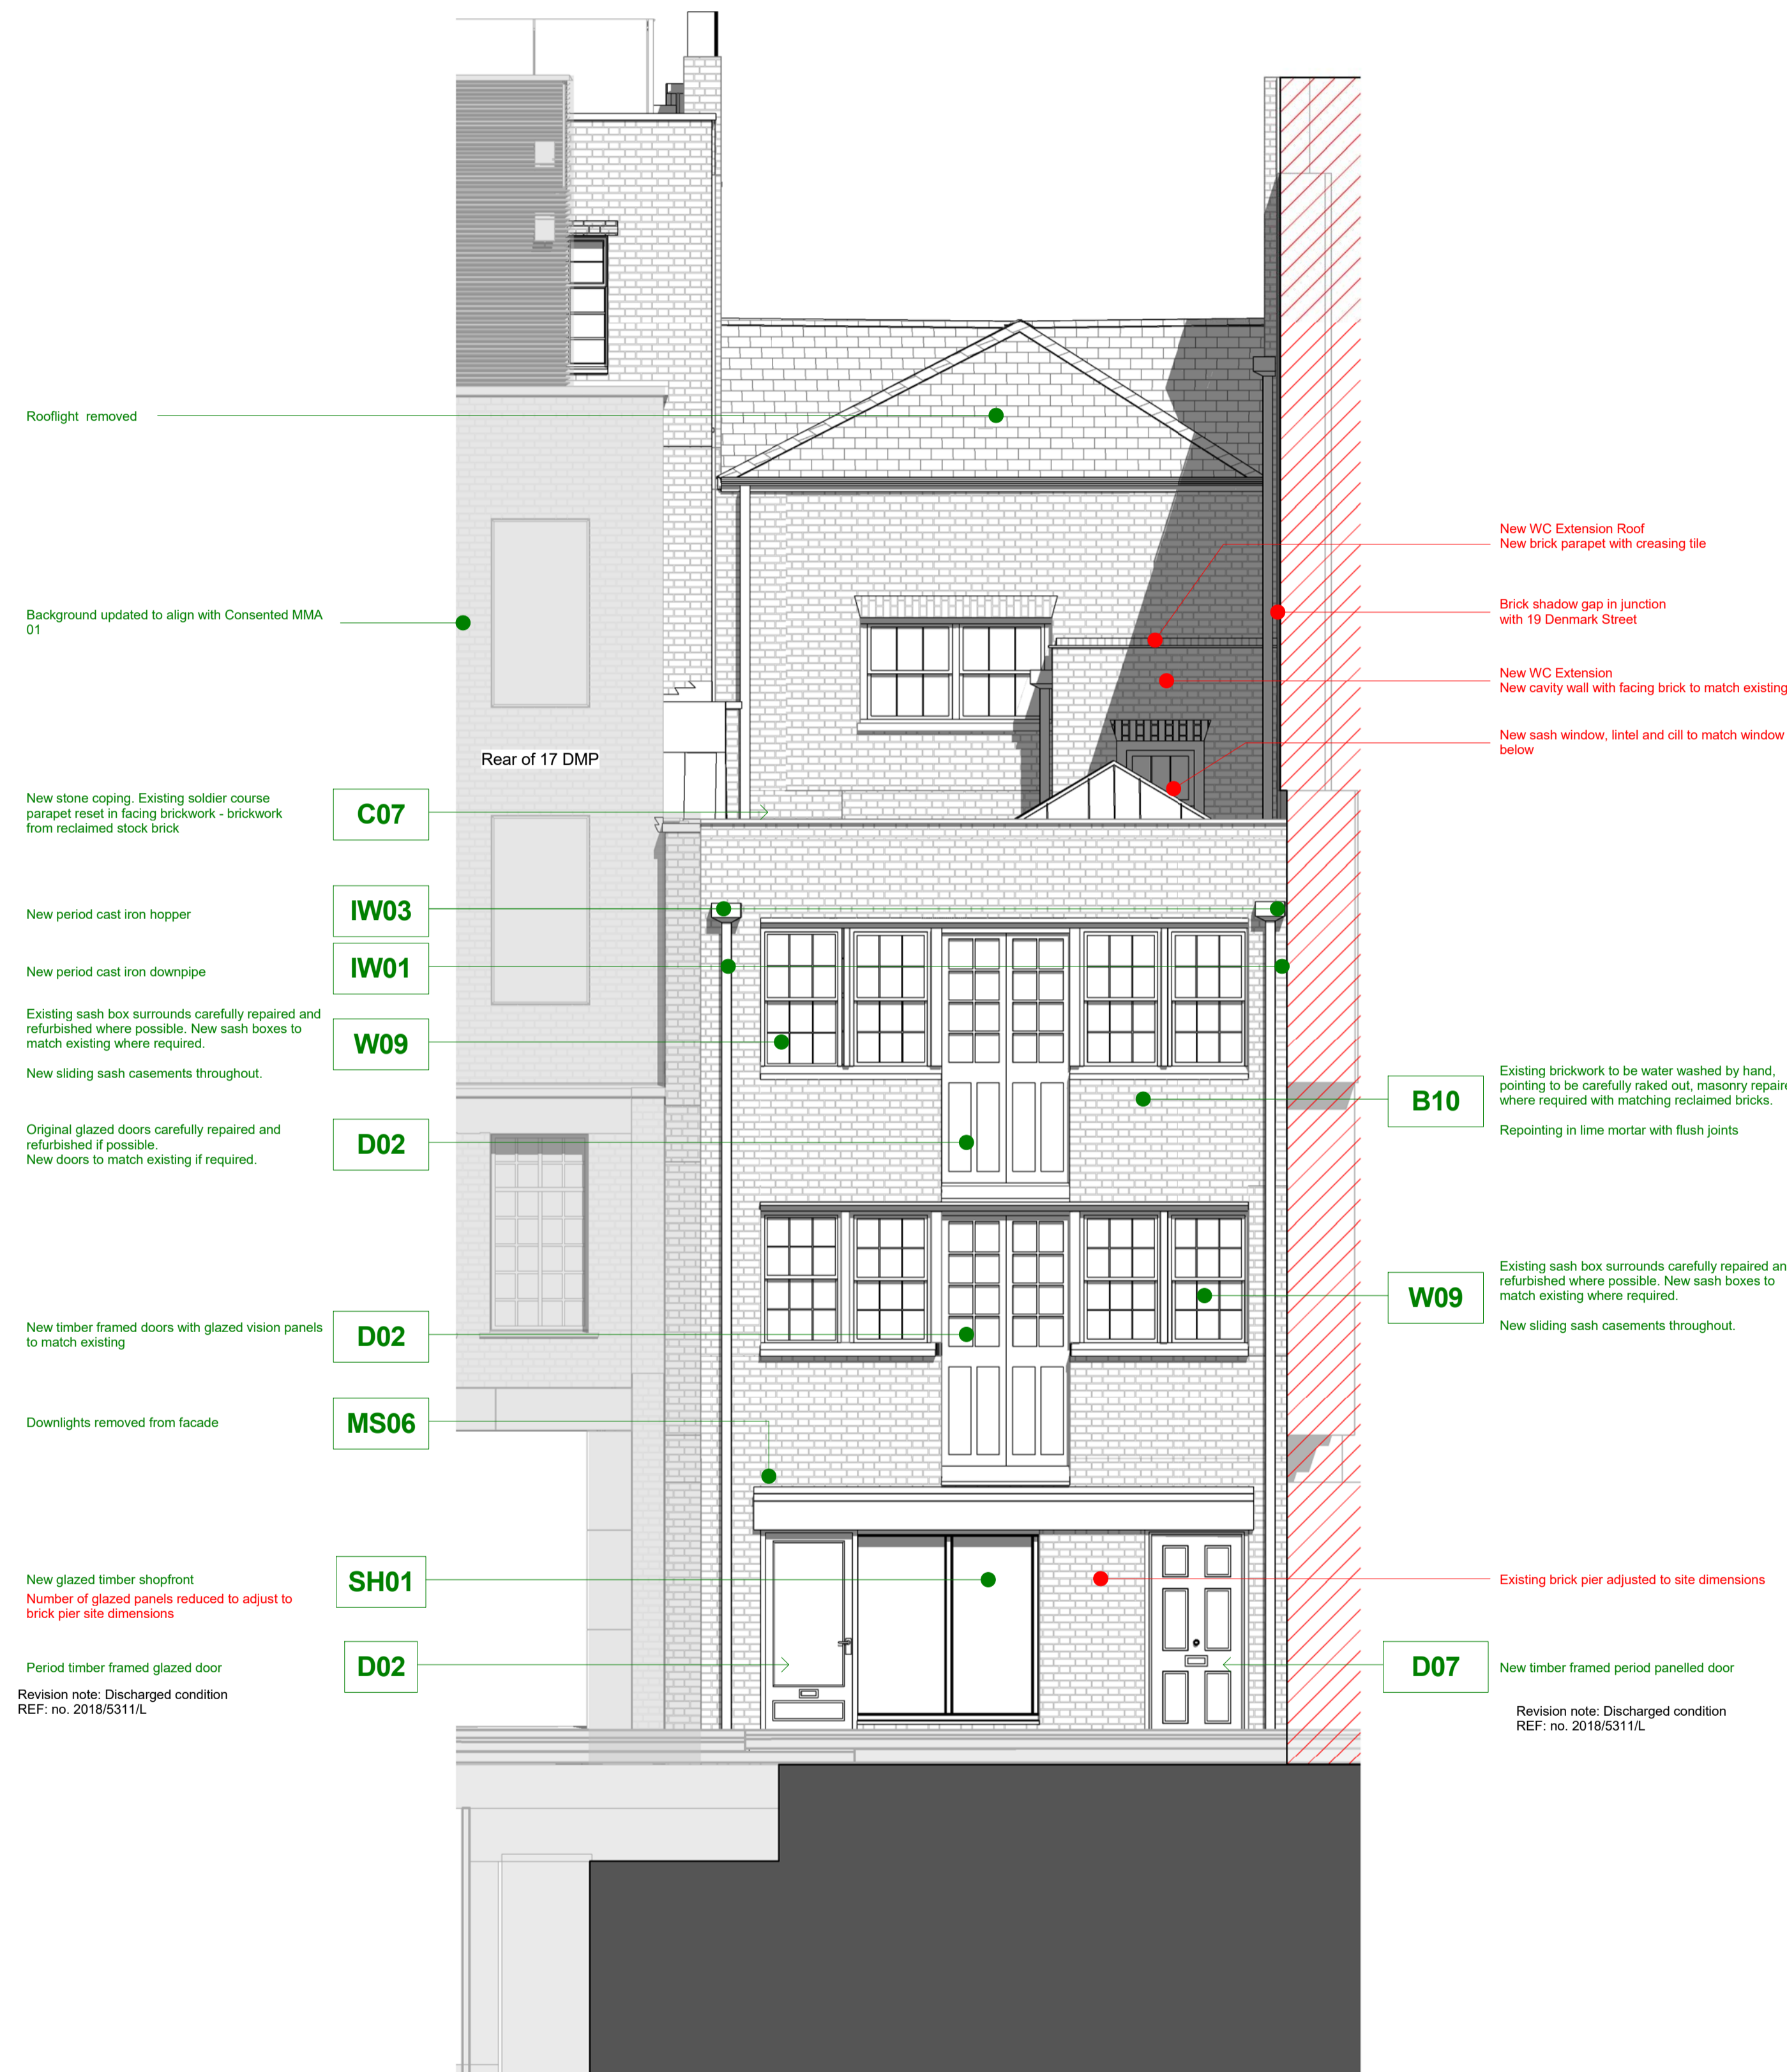 Rooflight removed
Background updated to align with Consented MMA
01
Rear of 17 DMP
New stone coping. Existing soldier course
parapet reset in facing brickwork - brickwork
from reclaimed stock brick
C07
New period cast iron hopper
IW03
New period cast iron downpipe
IW01
Existing sash box surrounds carefully repaired and
refurbished where possible. New sash boxes to
match existing where required.
New sliding sash casements throughout.
W09
Original glazed doors carefully repaired and
refurbished if possible.
New doors to match existing if required.
D02
New timber framed doors with glazed vision panels
to match existing
D02
Downlights removed from facade
MS06
New glazed timber shopfront
Number of glazed panels reduced to adjust to
brick pier site dimensions
SH01
Period timber framed glazed door
D02
Revision note: Discharged condition
REF: no. 2018/5311/L
New WC Extension Roof
New brick parapet with creasing tile
Brick shadow gap in junction
with 19 Denmark Street
New WC Extension
New cavity wall with facing brick to match existing
New sash window, lintel and cill to match window
below
B10
Existing brickwork to be water washed by hand,
pointing to be carefully raked out, masonry repaire
where required with matching reclaimed bricks.
Repointing in lime mortar with flush joints
W09
Existing sash box surrounds carefully repaired an
refurbished where possible. New sash boxes to
match existing where required.
New sliding sash casements throughout.
Existing brick pier adjusted to site dimensions
D07
New timber framed period panelled door
Revision note: Discharged condition
REF: no. 2018/5311/L